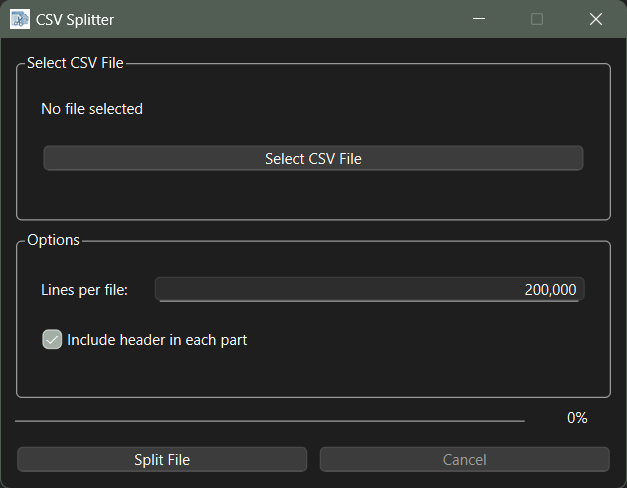 CSV Splitter
Select CSV File
No file selected
Select CSV File
Options
Lines per file: 200,000
Include header in each part
0%
Split File Cancel